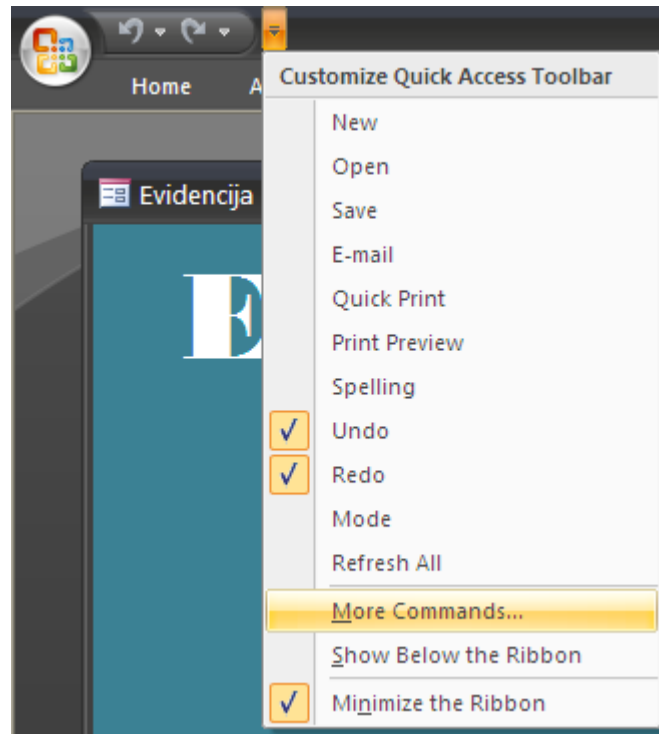 Home A
Customize Quick Access Toolbar
New
Open
Evidencija
Save
E
E-mail
Quick Print
Print Preview
Spelling
Undo
Redo
Mode
Refresh All
More Commands...
Show Below the Ribbon
Minimize the Ribbon